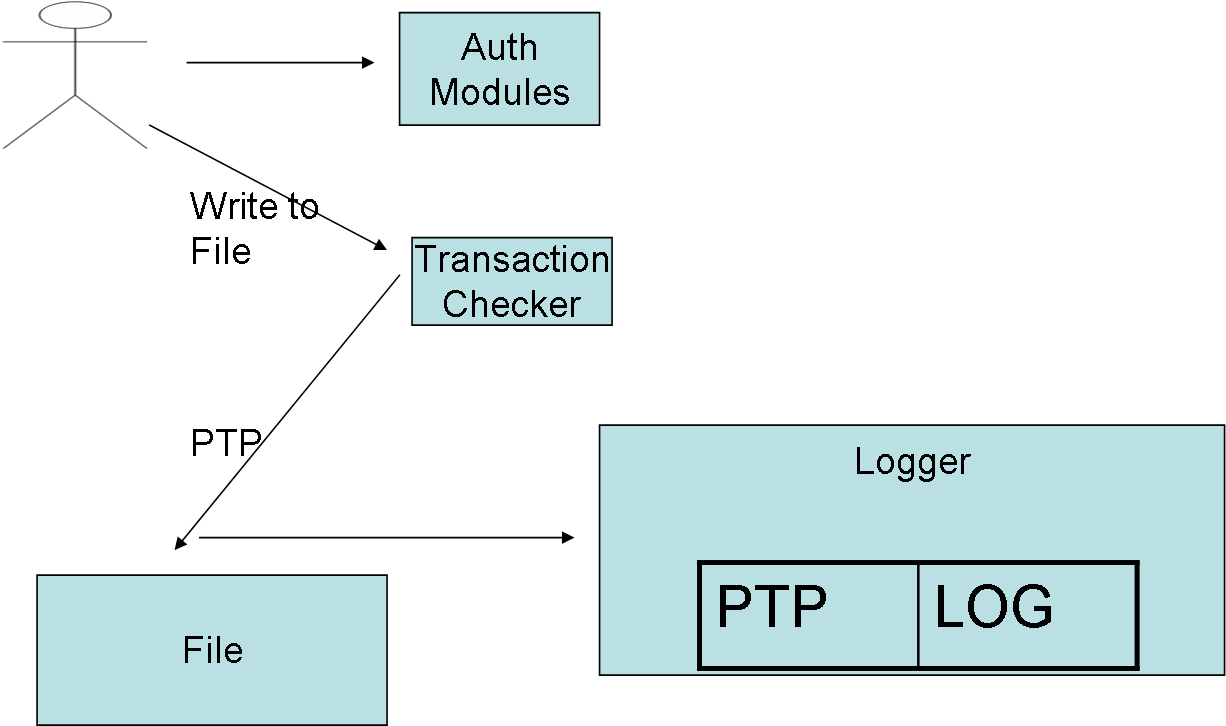 Auth
Modules
Write to
File
Transaction
Checker
PTP
Logger
PTP LOG
File